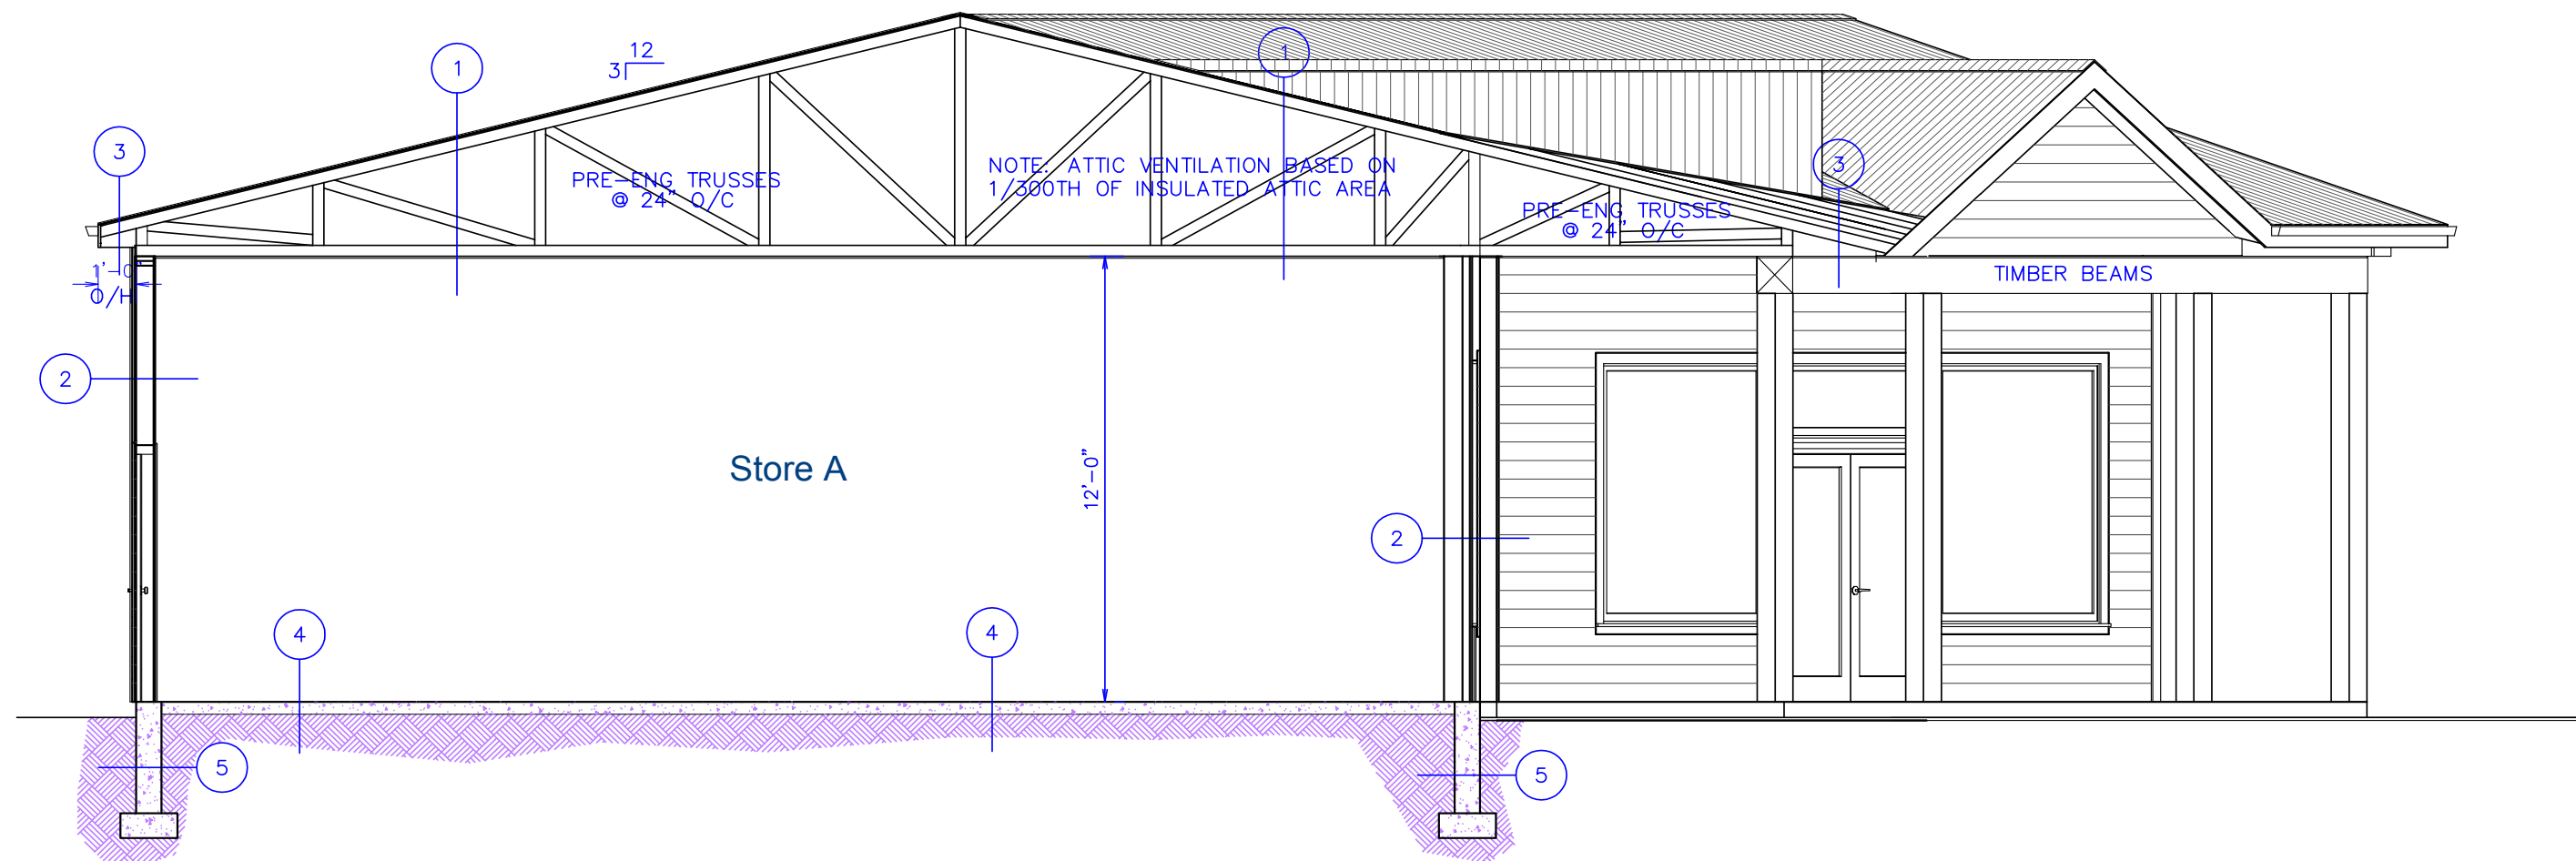 12
3
1
1
3
3
NOTE: ATTIC VENTILATION BASED ON
1/300TH OF INSULATED ATTIC AREA
PRE-ENG TRUSSES
@ 24" O/C
PRE-ENG TRUSSES
@ 24" O/C
1'-0"
O/H
TIMBER BEAMS
2
Store A
12'-0"
2
4
4
5
5